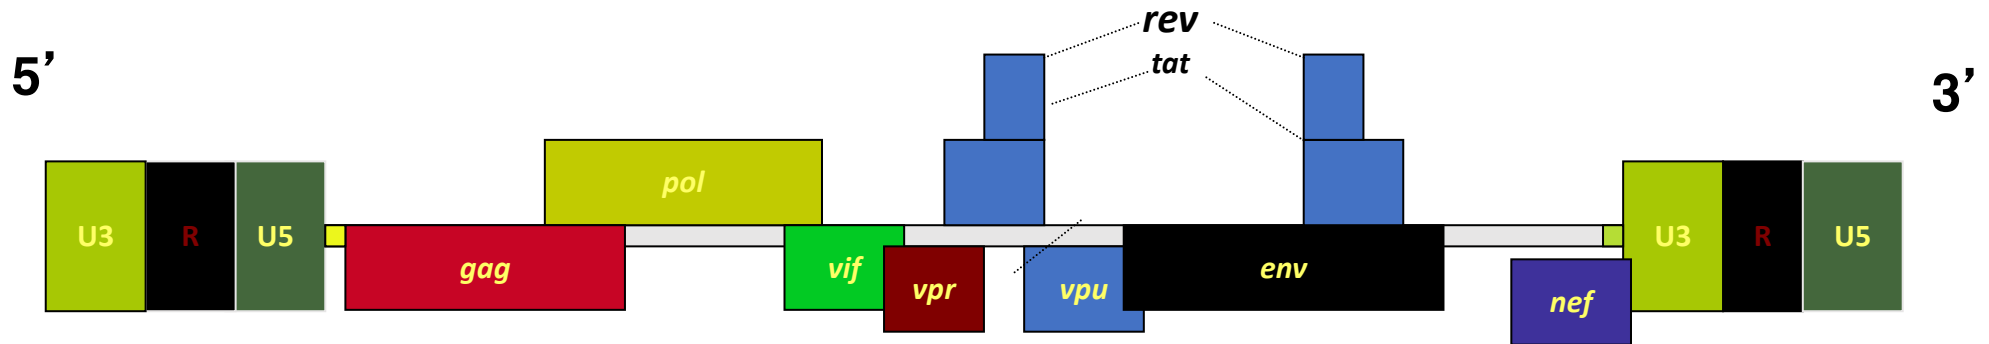 rev
tat
5’
3’
pol
U3 R U5
gag
vif
vpr
vpu
env
nef
U3 R U5